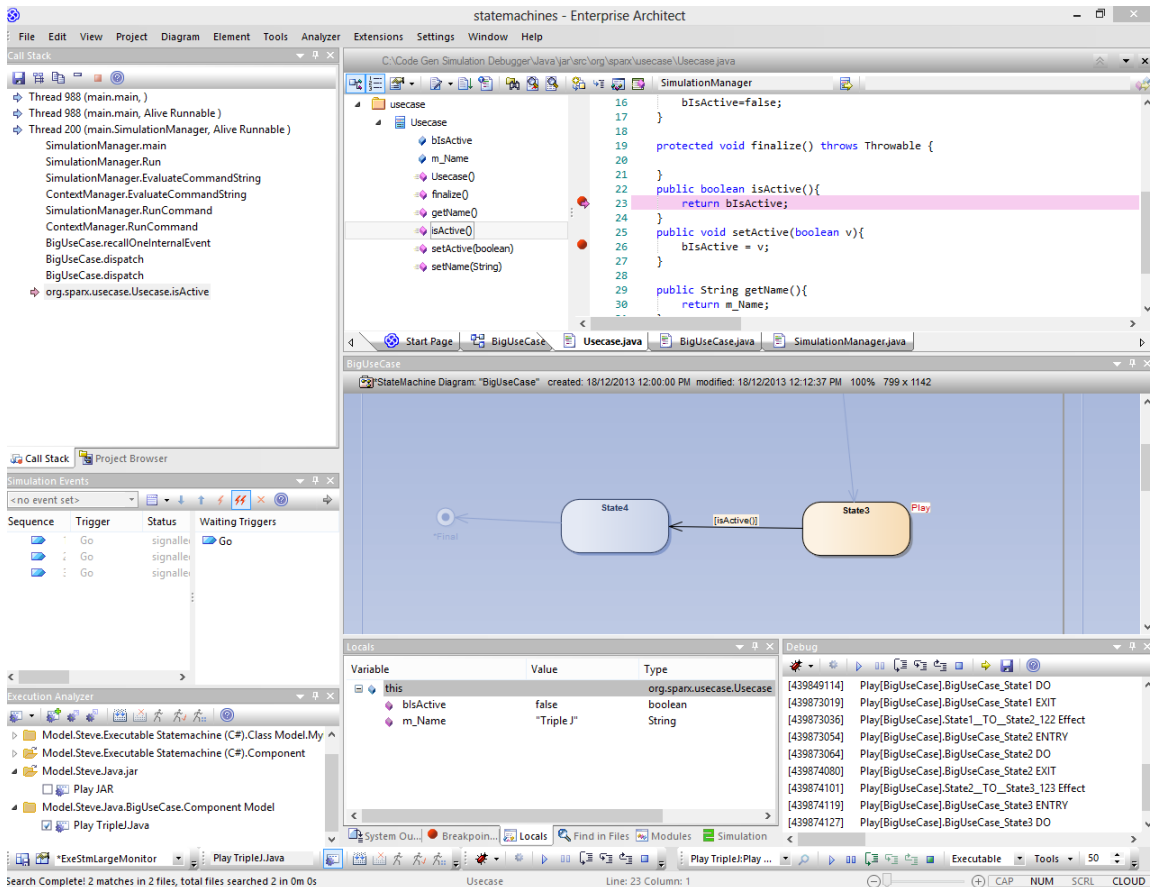 statemachines - Enterprise Architect
File Edit View Project Diagram Element Tools Analyzer Extensions Settings Window Help
Call Stack
Thread 988 (main.main, )
Thread 988 (main.main, Alive Runnable )
Thread 200 (main.SimulationManager, Alive Runnable )
SimulationManager.main
SimulationManager.Run
SimulationManager.EvaluateCommandString
ContextManager.EvaluateCommandString
SimulationManager.RunCommand
ContextManager.RunCommand
BigUseCase.recallOneInternalEvent
BigUseCase.dispatch
BigUseCase.dispatch
org.sparx.usecase.Usecase.isActive
Call Stack Project Browser
C:\Code Gen Simulation Debugger\Java\jar\src\org\sparx\usecase\Usecase.java
SimulationManager
usecase
Usecase
bIsActive
m_Name
Usecase()
finalize()
getName()
isActive()
setActive(boolean)
setName(String)
16 bIsActive=false;
17 }
18
19 protected void finalize() throws Throwable {
20
21 }
22 public boolean isActive(){
23 return bIsActive;
24 }
25 public void setActive(boolean v){
26 bIsActive = v;
27 }
28
29 public String getName(){
30 return m_Name;
Start Page BigUseCase Usecase.java BigUseCase.java SimulationManager.java
BigUseCase
*StateMachine Diagram: "BigUseCase" created: 18/12/2013 12:00:00 PM modified: 18/12/2013 12:12:37 PM 100% 799 x 1142
State4
[isActive()]
State3
Play
*Final
Simulation Events
<no event set>
Sequence Trigger Status Waiting Triggers
Go signalle Go
Go signalle
Go signalle
Execution Analyzer
Model.Steve.Executable Statemachine (C#).Class Model.My
Model.Steve.Executable Statemachine (C#).Component
Model.Steve.Java.jar
Play JAR
Model.Steve.Java.BigUseCase.Component Model
Play TripleJ.Java
Locals
Variable Value Type
this org.sparx.usecase.Usecase
bIsActive false boolean
m_Name "Triple J" String
System Ou... Breakpoin... Locals Find in Files Modules Simulation
Debug
[439849114] Play[BigUseCase].BigUseCase_State1 DO
[439873019] Play[BigUseCase].BigUseCase_State1 EXIT
[439873036] Play[BigUseCase].State1__TO__State2_122 Effect
[439873054] Play[BigUseCase].BigUseCase_State2 ENTRY
[439873064] Play[BigUseCase].BigUseCase_State2 DO
[439874080] Play[BigUseCase].BigUseCase_State2 EXIT
[439874101] Play[BigUseCase].State2__TO__State3_123 Effect
[439874119] Play[BigUseCase].BigUseCase_State3 ENTRY
[439874127] Play[BigUseCase].BigUseCase_State3 DO
*ExeStmLargeMonitor Play TripleJ.Java Play TripleJ:Play ... Executable Tools 50
Search Complete! 2 matches in 2 files, total files searched 2 in 0m 0s Usecase Line: 23 Column: 1 CAP NUM SCRL CLOUD